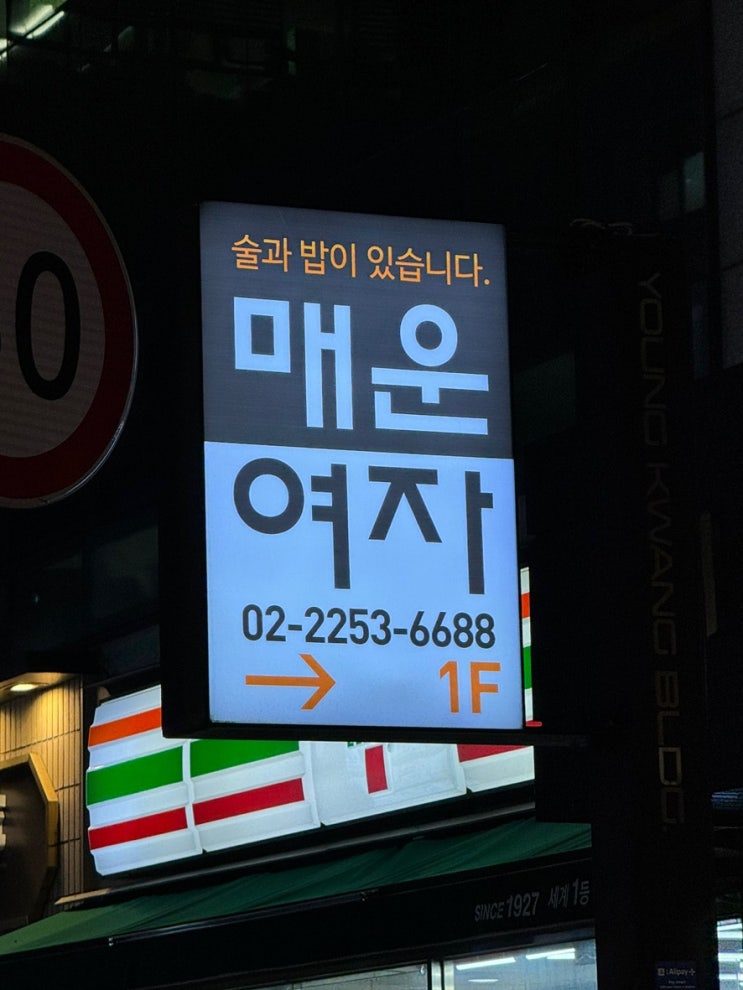 술과 밥이 있습니다.
매운
여자
02-2253-6688
→ 1F
YOUNG KWANG BLDG.
SINCE 1927 세계 1등
Alipay